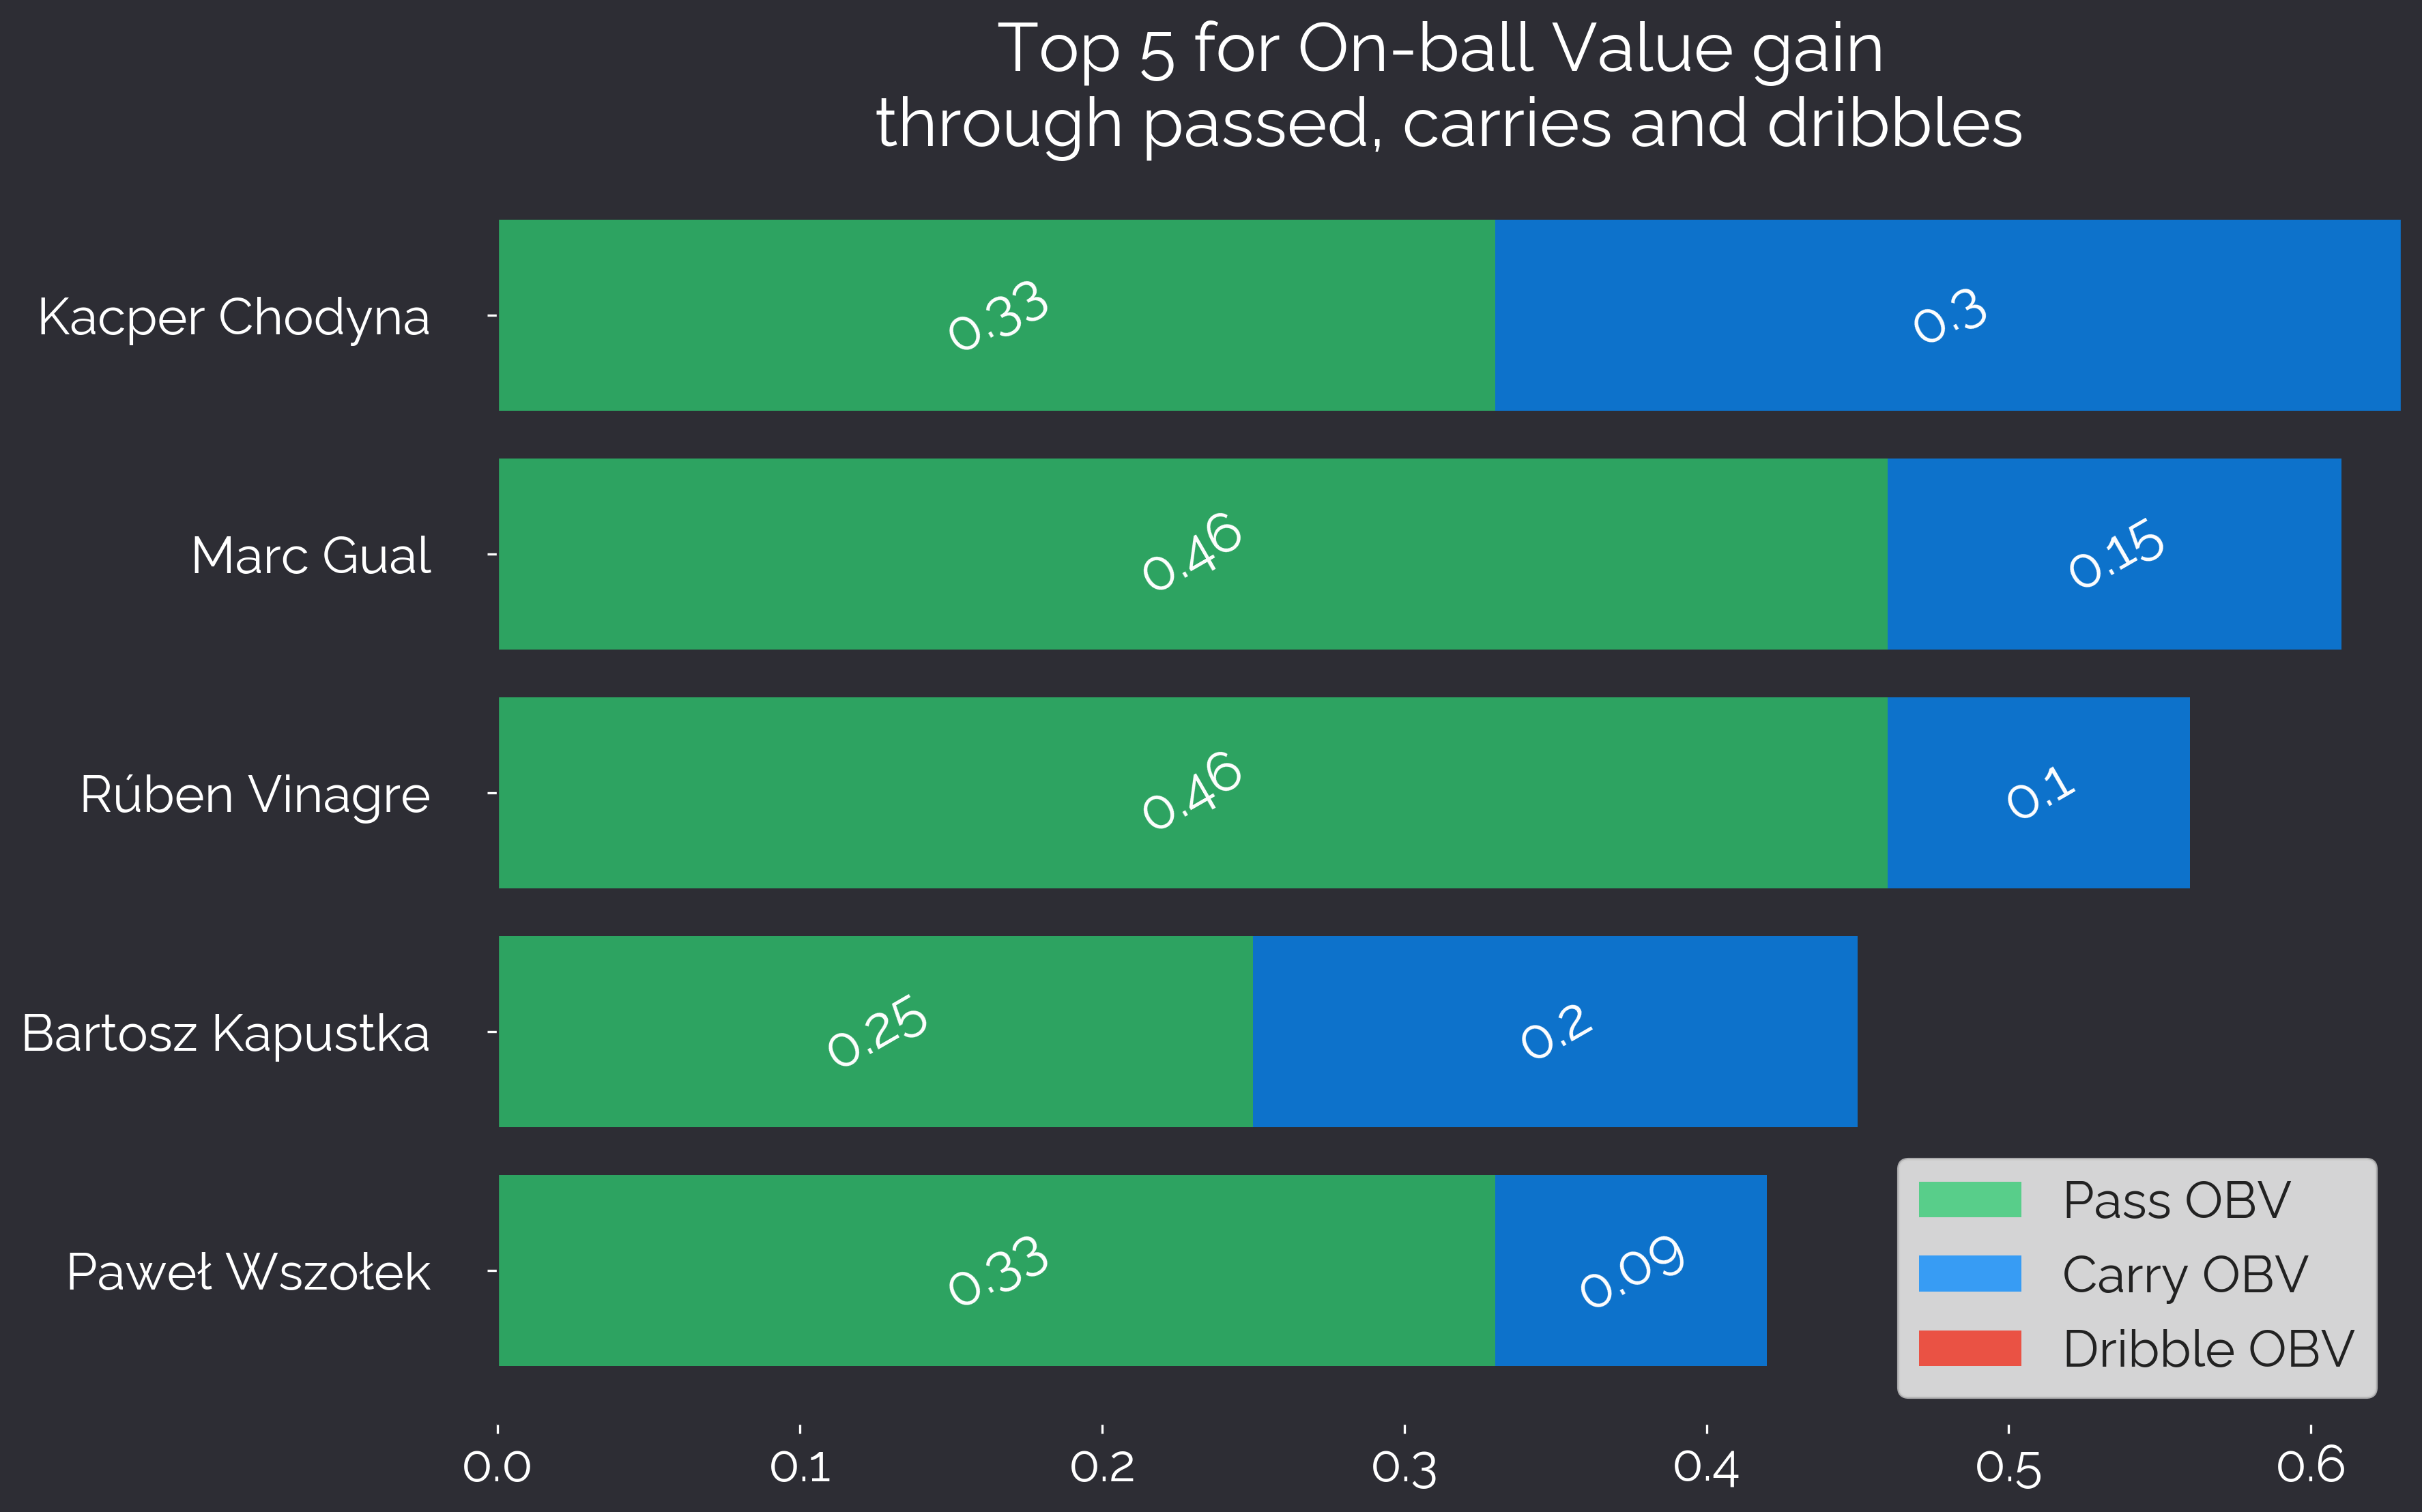 Top 5 for On-ball Value gain
through passed, carries and dribbles
Kacper Chodyna
0.33
0.3
Marc Gual
0.46
0.15
Rúben Vinagre
0.46
0.1
Bartosz Kapustka
0.25
0.2
Paweł Wszołek
0.33
0.09
Pass OBV
Carry OBV
Dribble OBV
0.0 0.1 0.2 0.3 0.4 0.5 0.6